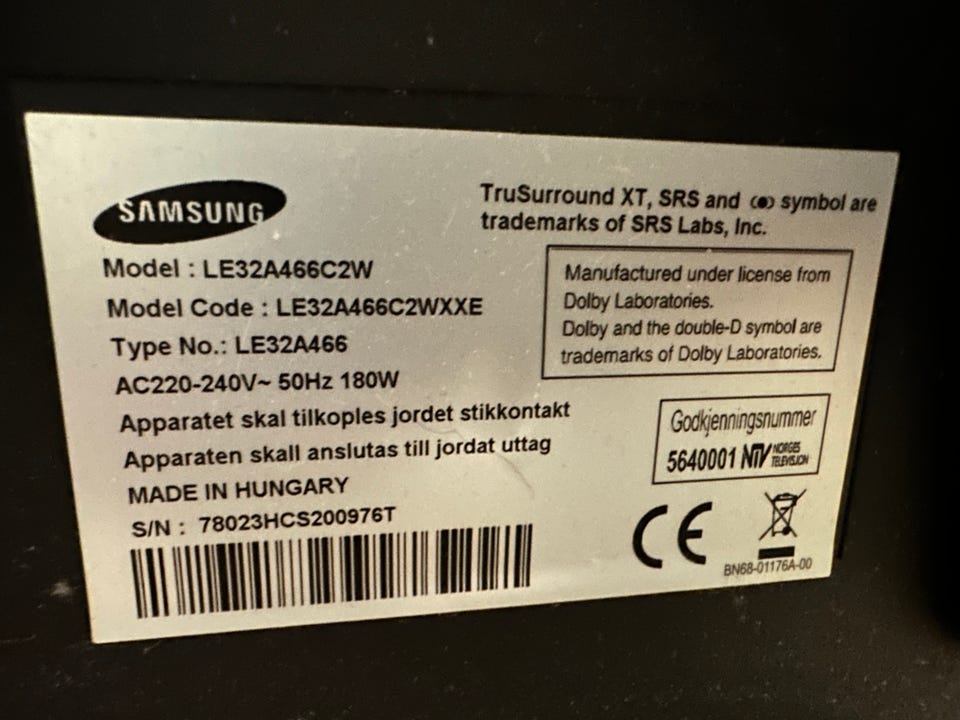 SAMSUNG
Model : LE32A466C2W
Model Code : LE32A466C2WXXE
Type No.: LE32A466
AC220-240V~ 50Hz 180W
Apparatet skal tilkoples jordet stikkontakt
Apparaten skall anslutas till jordat uttag
MADE IN HUNGARY
S/N : 78023HCS200976T
TruSurround XT, SRS and (●) symbol are
trademarks of SRS Labs, Inc.
Manufactured under license from
Dolby Laboratories.
Dolby and the double-D symbol are
trademarks of Dolby Laboratories.
Godkjenningsnummer
5640001 NTV NORGES
TELEVISJON
CE
BN68-01176A-00